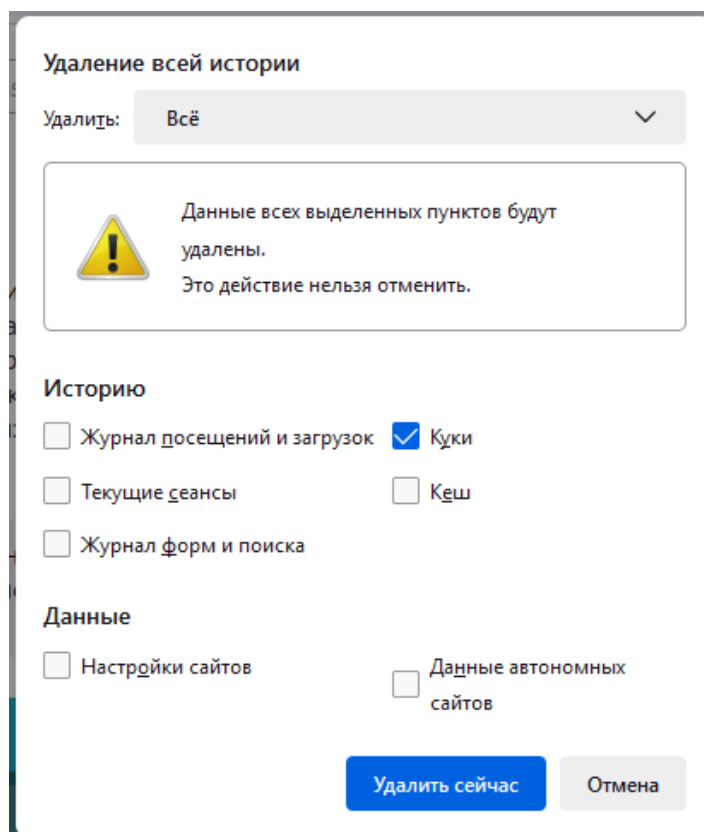 Удаление всей истории
Удалить: Всё
Данные всех выделенных пунктов будут
удалены.
Это действие нельзя отменить.
Историю
Журнал посещений и загрузок
Куки
Текущие сеансы
Кеш
Журнал форм и поиска
Данные
Настройки сайтов
Данные автономных
сайтов
Удалить сейчас
Отмена